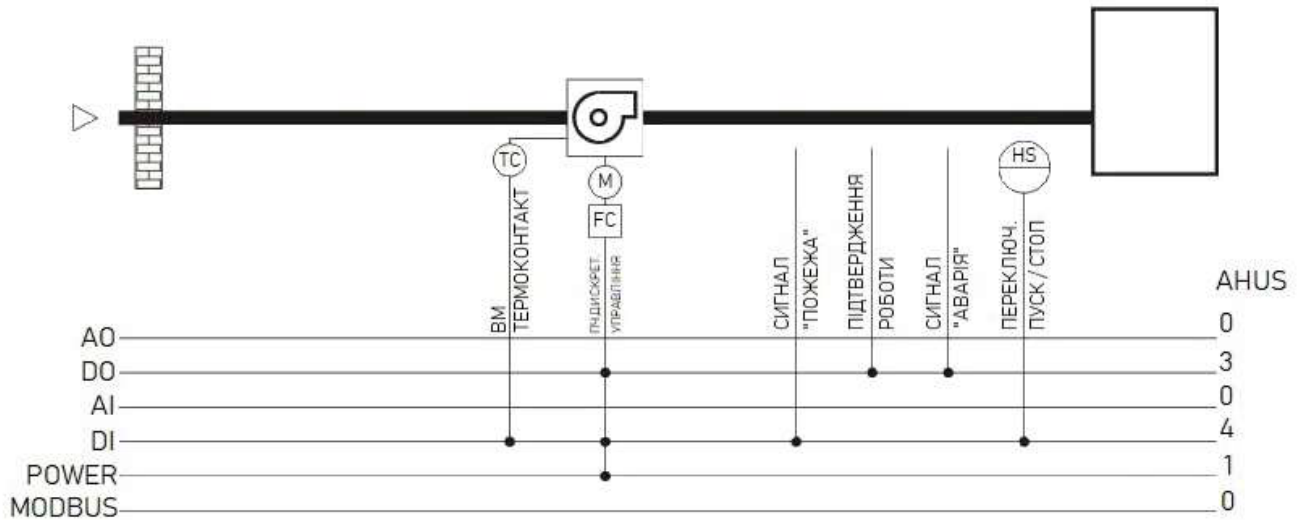 TC
HS
M
FC
ВМ
ТЕРМОКОНТАКТ
ПЧ,ДИСКРЕТ.
УПРАВЛІННЯ
СИГНАЛ
"ПОЖЕЖА"
ПІДТВЕРДЖЕННЯ
РОБОТИ
СИГНАЛ
"АВАРІЯ"
ПЕРЕКЛЮЧ.
ПУСК / СТОП
AHUS
AO 0
DO 3
AI 0
DI 4
POWER 1
MODBUS 0